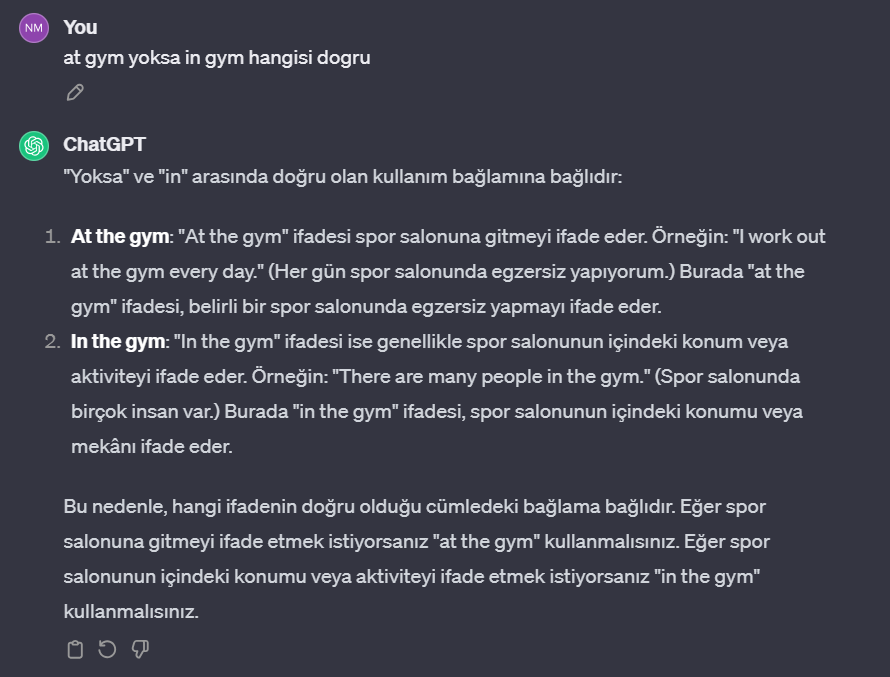 NM
You
at gym yoksa in gym hangisi dogru
ChatGPT
"Yoksa" ve "in" arasında doğru olan kullanım bağlamına bağlıdır:
1. At the gym: "At the gym" ifadesi spor salonuna gitmeyi ifade eder. Örneğin: "I work out
at the gym every day." (Her gün spor salonunda egzersiz yapıyorum.) Burada "at the
gym" ifadesi, belirli bir spor salonunda egzersiz yapmayı ifade eder.
2. In the gym: "In the gym" ifadesi ise genellikle spor salonunun içindeki konum veya
aktiviteyi ifade eder. Örneğin: "There are many people in the gym." (Spor salonunda
birçok insan var.) Burada "in the gym" ifadesi, spor salonunun içindeki konumu veya
mekânı ifade eder.
Bu nedenle, hangi ifadenin doğru olduğu cümledeki bağlama bağlıdır. Eğer spor
salonuna gitmeyi ifade etmek istiyorsanız "at the gym" kullanmalısınız. Eğer spor
salonunun içindeki konumu veya aktiviteyi ifade etmek istiyorsanız "in the gym"
kullanmalısınız.